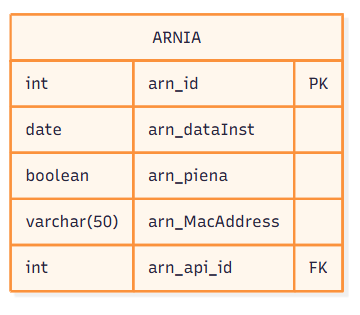 ARNIA
int arn_id PK
date arn_dataInst
boolean arn_piena
varchar(50) arn_MacAddress
int arn_api_id FK